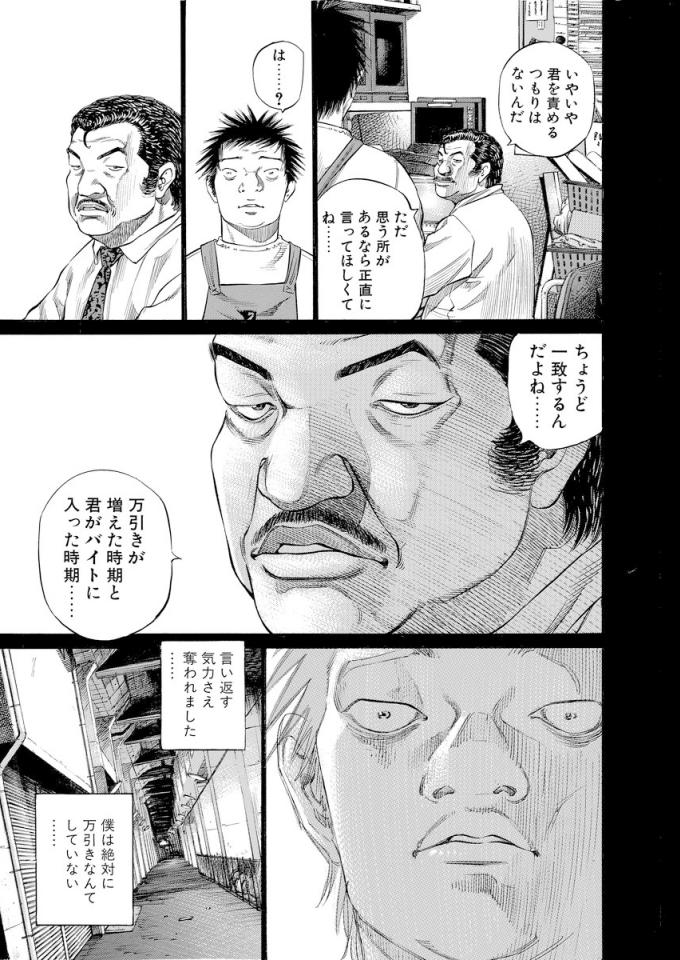 いやいや
君を責める
つもりは
ないんだ
ただ
思う所が
あるなら正直に
言ってほしくて
ね……
は……?
ちょうど
一致するん
だよね……
万引きが
増えた時期と
君がバイトに
入った時期……
言い返す
気力さえ
奪われました
……
僕は絶対に
万引きなんて
していない
……